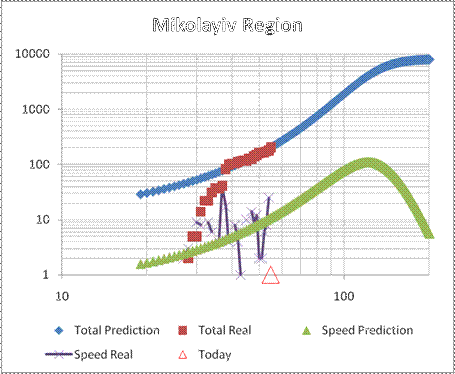 Mikolayiv Region
10000
1000
100
10
1
10 100
Total Prediction Total Real Speed Prediction
Speed Real Today